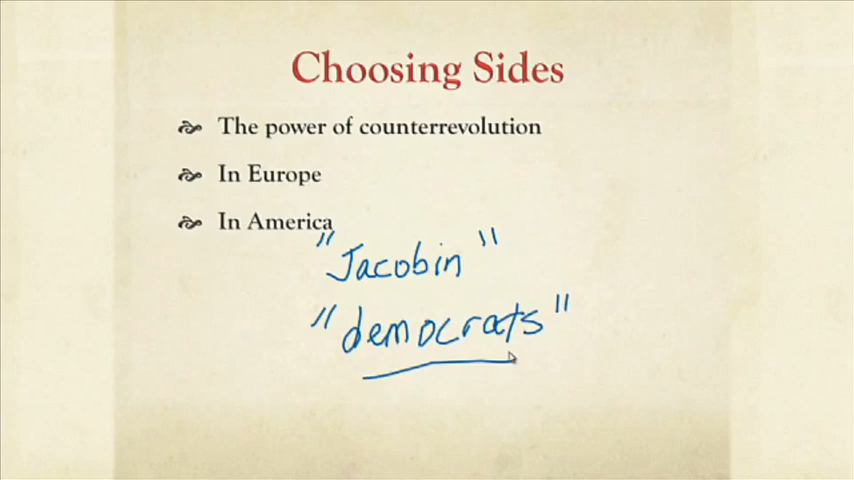 Choosing Sides
The power of counterrevolution
In Europe
In America
"Jacobin"
"democrats"